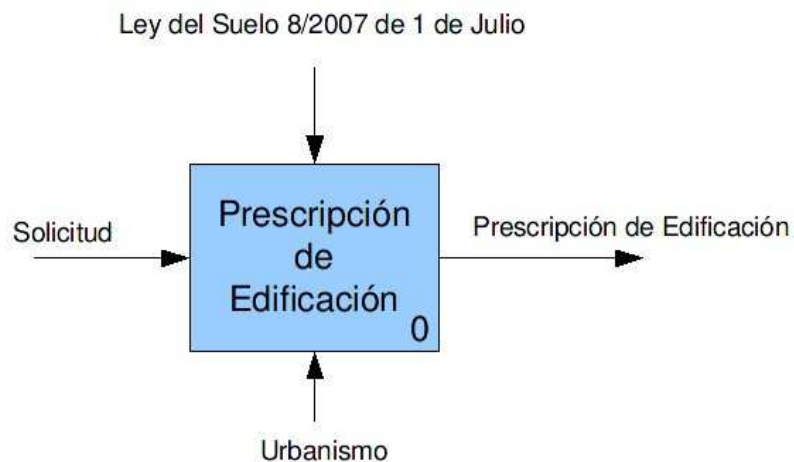 Ley del Suelo 8/2007 de 1 de Julio
Solicitud
Prescripción
de
Edificación
0
Prescripción de Edificación
Urbanismo